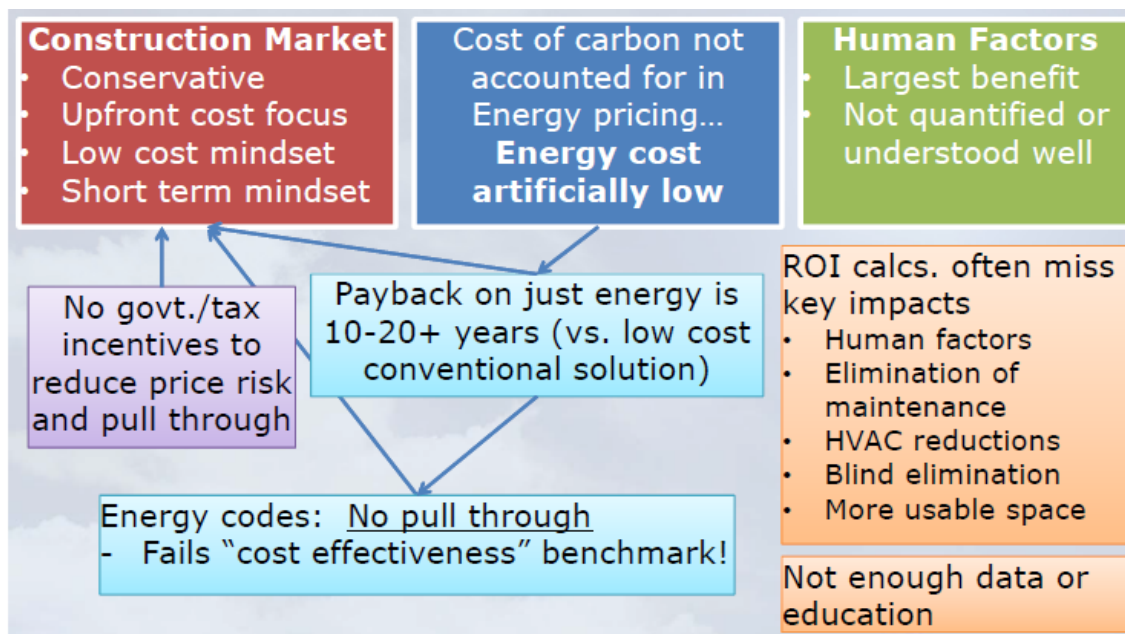 Construction Market
• Conservative
• Upfront cost focus
• Low cost mindset
• Short term mindset
Cost of carbon not
accounted for in
Energy pricing...
Energy cost
artificially low
Human Factors
• Largest benefit
• Not quantified or
understood well
No govt./tax
incentives to
reduce price risk
and pull through
Payback on just energy is
10-20+ years (vs. low cost
conventional solution)
Energy codes: No pull through
- Fails “cost effectiveness” benchmark!
ROI calcs. often miss
key impacts
• Human factors
• Elimination of
maintenance
• HVAC reductions
• Blind elimination
• More usable space
Not enough data or
education